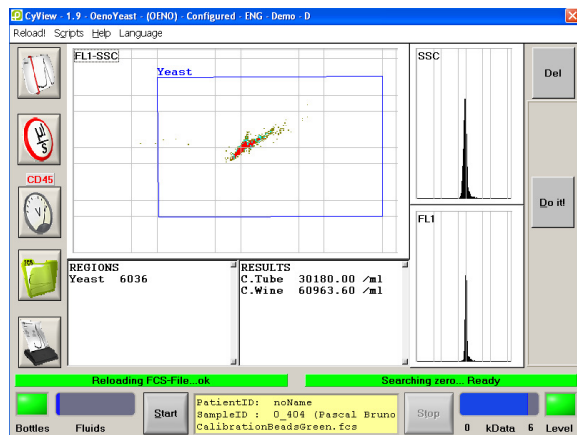 CyView - 1.9 - OenoYeast - (OENO) - Configured - ENG - Demo - D
Reload! Scripts Help Language
FL1-SSC
Yeast
SSC
Del
µl/s
CD45
V
Do it!
FL1
REGIONS
Yeast 6036
RESULTS
C.Tube 30180.00 /ml
C.Wine 60963.60 /ml
Reloading FCS-File...ok
Searching zero... Ready
Bottles
Fluids
Start
PatientID: noName
SampleID : O_404 (Pascal Bruno
CalibrationBeadsGreen.fcs
Stop
0 kData 6
Level